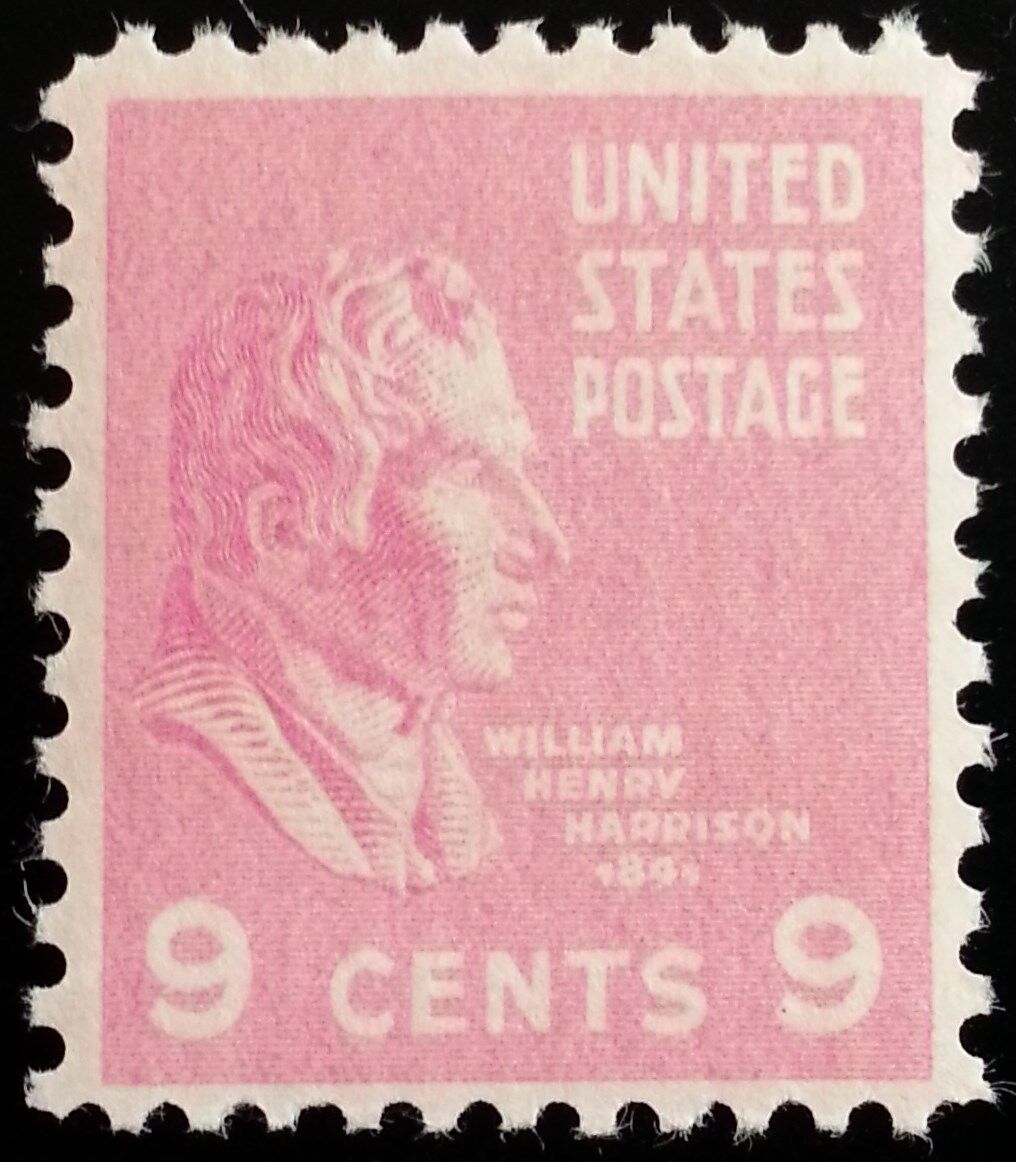 UNITED
STATES
POSTAGE
WILLIAM
HENRY
HARRISON
1841
9 CENTS 9